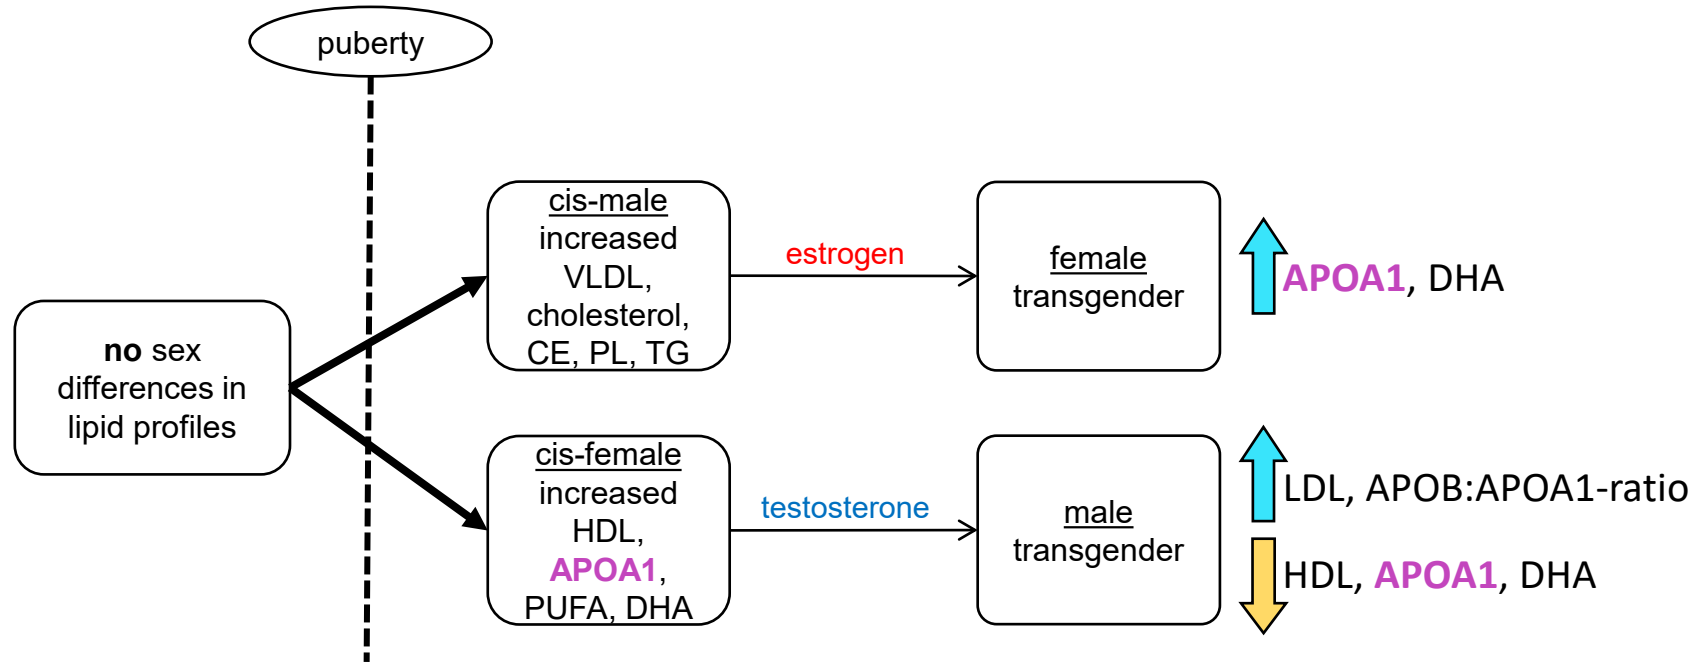 puberty
no sex
differences in
lipid profiles
cis-male
increased
VLDL,
cholesterol,
CE, PL, TG
estrogen
female
transgender
APOA1, DHA
cis-female
increased
HDL,
APOA1,
PUFA, DHA
testosterone
male
transgender
LDL, APOB:APOA1-ratio
HDL, APOA1, DHA